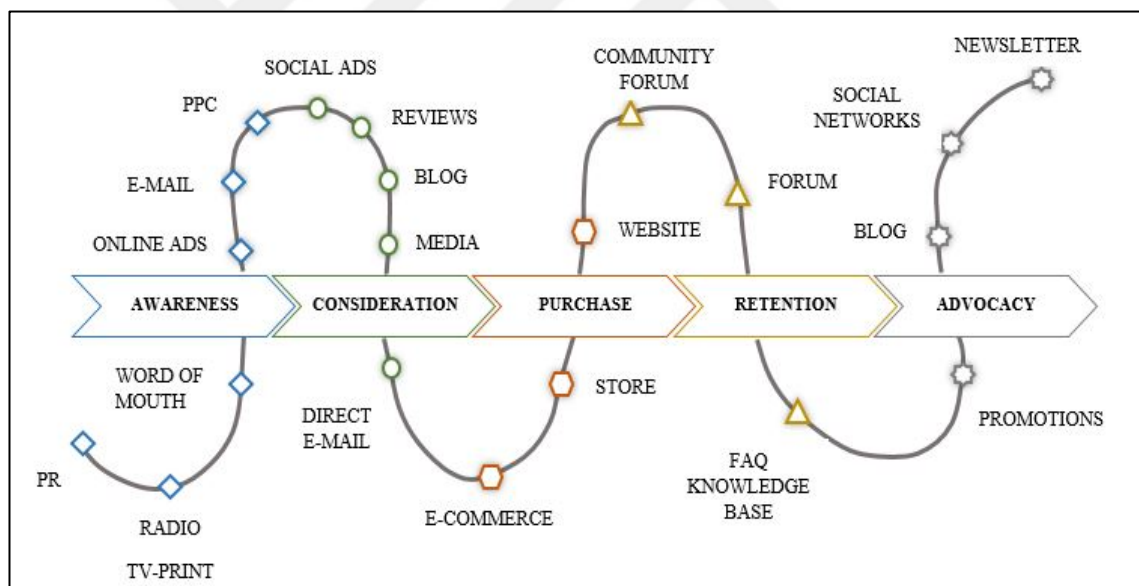 NEWSLETTER
COMMUNITY
FORUM
SOCIAL ADS
SOCIAL
NETWORKS
PPC
REVIEWS
E-MAIL
BLOG
FORUM
WEBSITE
BLOG
ONLINE ADS
MEDIA
AWARENESS
CONSIDERATION
PURCHASE
RETENTION
ADVOCACY
WORD OF
MOUTH
STORE
DIRECT
E-MAIL
PROMOTIONS
PR
FAQ
KNOWLEDGE
BASE
E-COMMERCE
RADIO
TV-PRINT